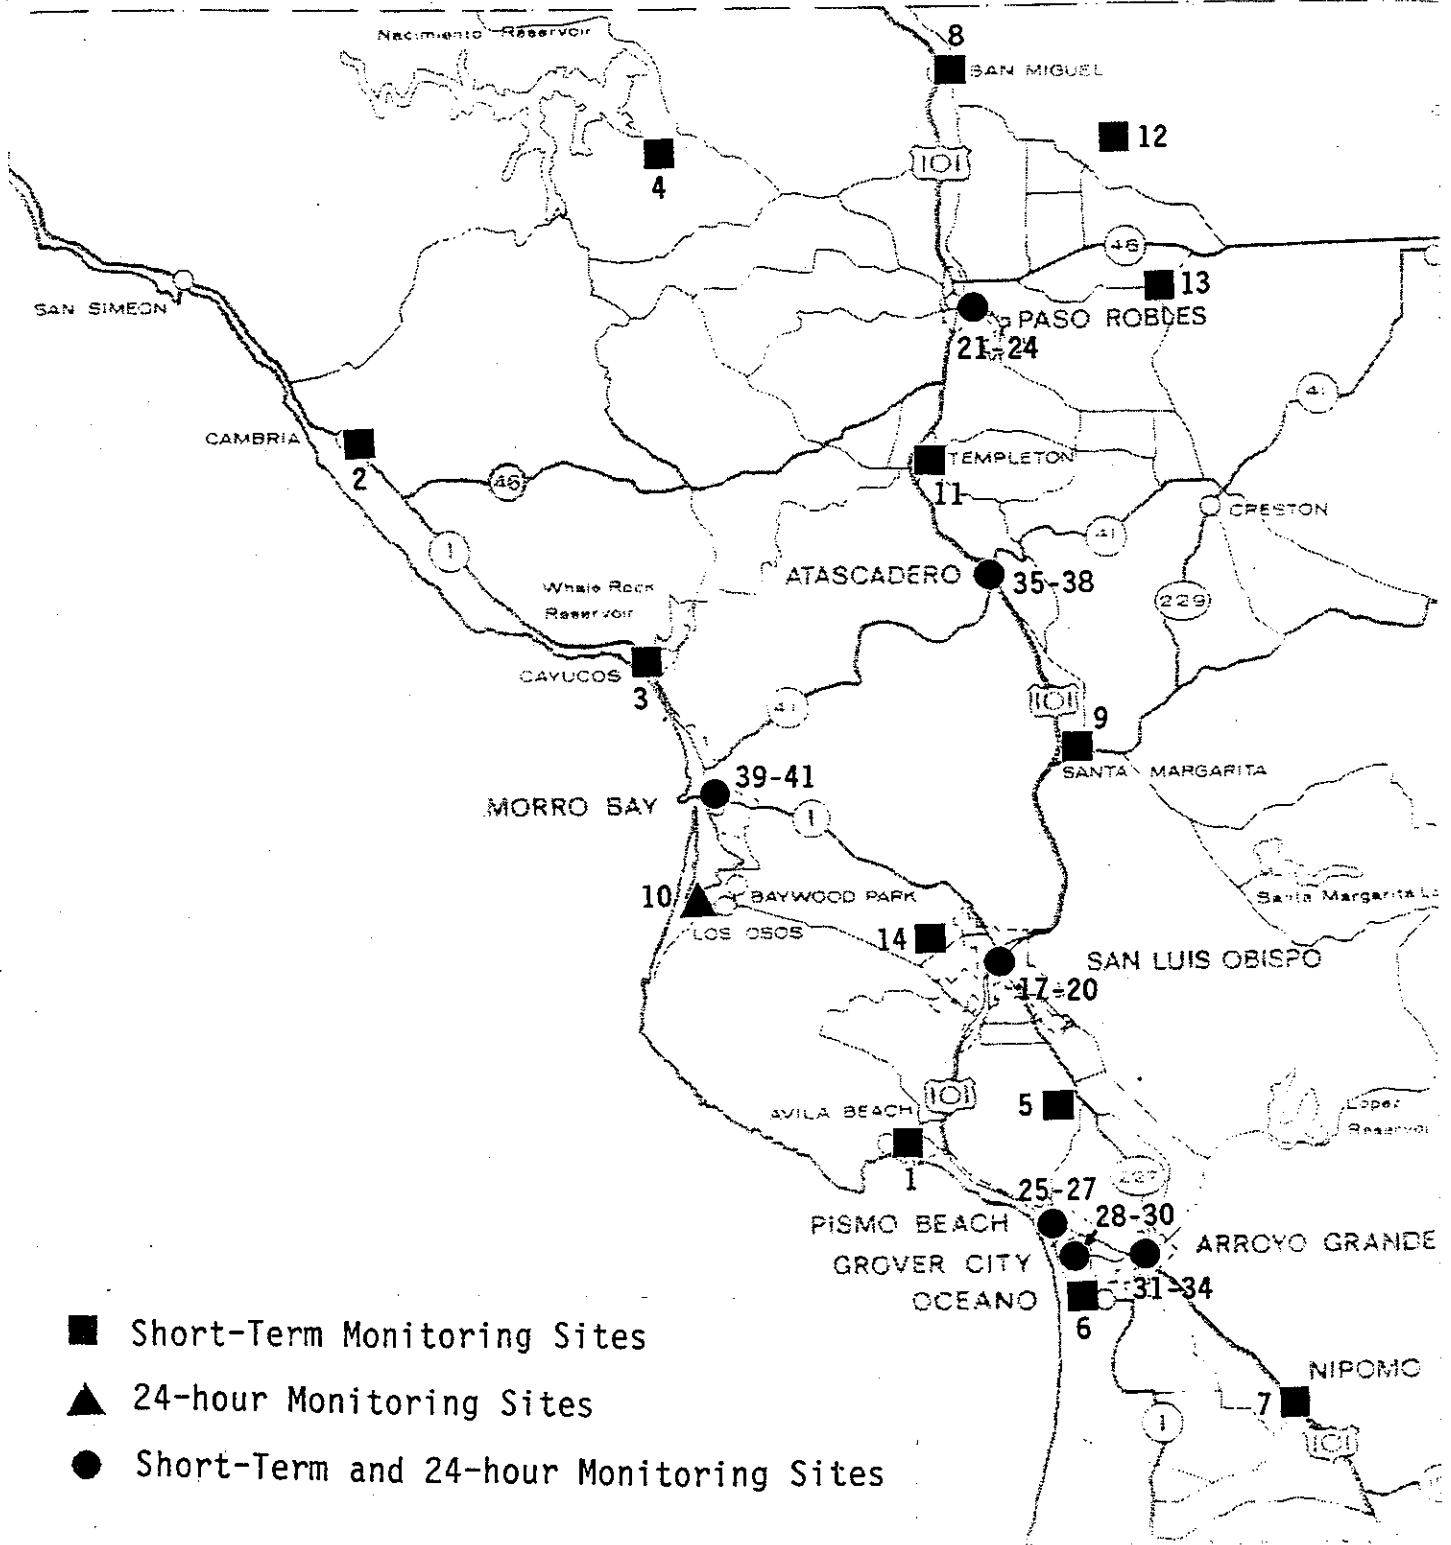 Nacimiento Reservoir
8
SAN MIGUEL
12
101
4
46
13
SAN SIMEON
PASO ROBLES
21-24
41
CAMBRIA
2
46
TEMPLETON
11
CRESTON
1
41
ATASCADERO
35-38
Whale Rock
Reservoir
229
CAYUCOS
3
41
101
9
SANTA MARGARITA
39-41
MORRO BAY
1
10
BAYWOOD PARK
Santa Margarita
LOS OSOS
14
SAN LUIS OBISPO
17-20
101
5
AVILA BEACH
Lopez
Reservoi
1
227
25-27
28-30
PISMO BEACH
ARROYO GRANDE
GROVER CITY
31-34
OCEANO
6
Short-Term Monitoring Sites
NIPOMO
7
24-hour Monitoring Sites
1
101
Short-Term and 24-hour Monitoring Sites